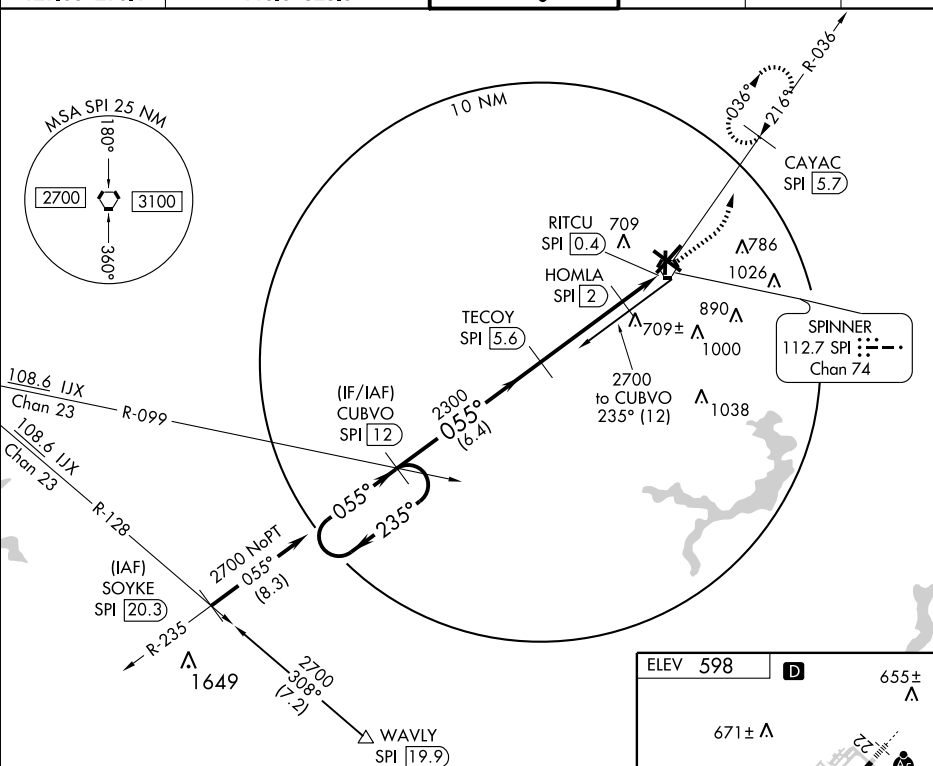 MSA SPI 25 NM
180°
2700
3100
360°
10 NM
R-036
036°
216°
CAYAC
SPI 5.7
RITCU
SPI 0.4
709
786
1026
HOMLA
SPI 2
890
709±
1000
SPINNER
112.7 SPI
Chan 74
TECOY
SPI 5.6
2700
to CUBVO
235° (12)
1038
108.6 IJX
Chan 23
R-099
(IF/IAF)
CUBVO
SPI 12
2300
055°
(6.4)
108.6 IJX
Chan 23
R-128
055°
235°
2700 NoPT
055°
(8.3)
(IAF)
SOYKE
SPI 20.3
R-235
1649
2700
308°
(7.2)
WAVLY
SPI 19.9
ELEV 598
D
655±
671±
22